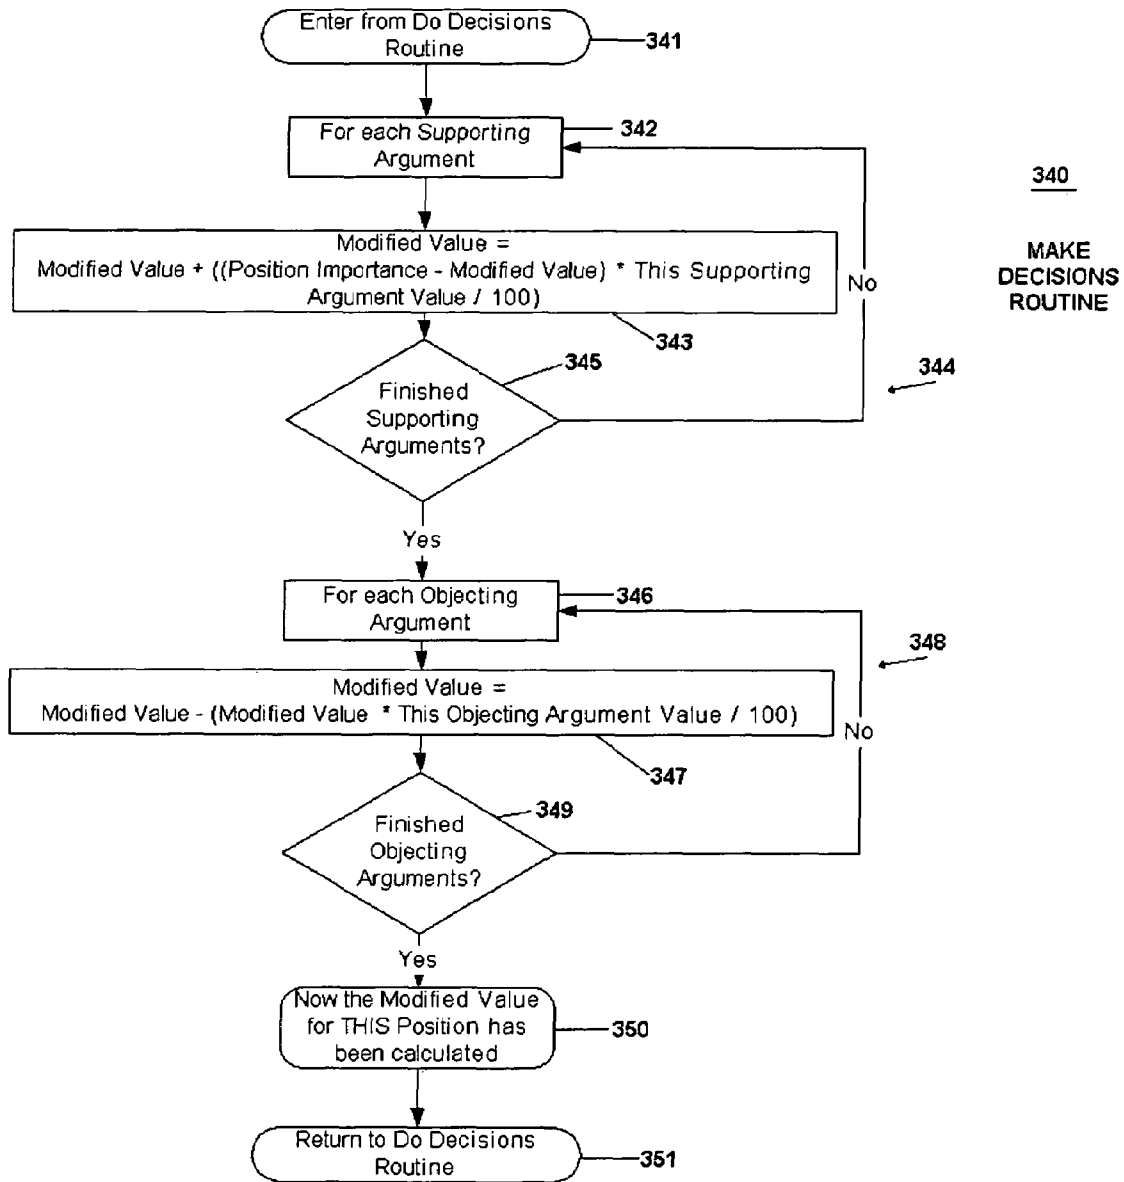 Enter from Do Decisions
Routine
341
For each Supporting
Argument
342
340
MAKE
DECISIONS
ROUTINE
Modified Value =
Modified Value + ((Position Importance - Modified Value) * This Supporting
Argument Value / 100)
No
343
345
344
Finished
Supporting
Arguments?
Yes
For each Objecting
Argument
346
348
Modified Value =
Modified Value - (Modified Value * This Objecting Argument Value / 100)
No
347
349
Finished
Objecting
Arguments?
Yes
Now the Modified Value
for THIS Position has
been calculated
350
Return to Do Decisions
Routine
351